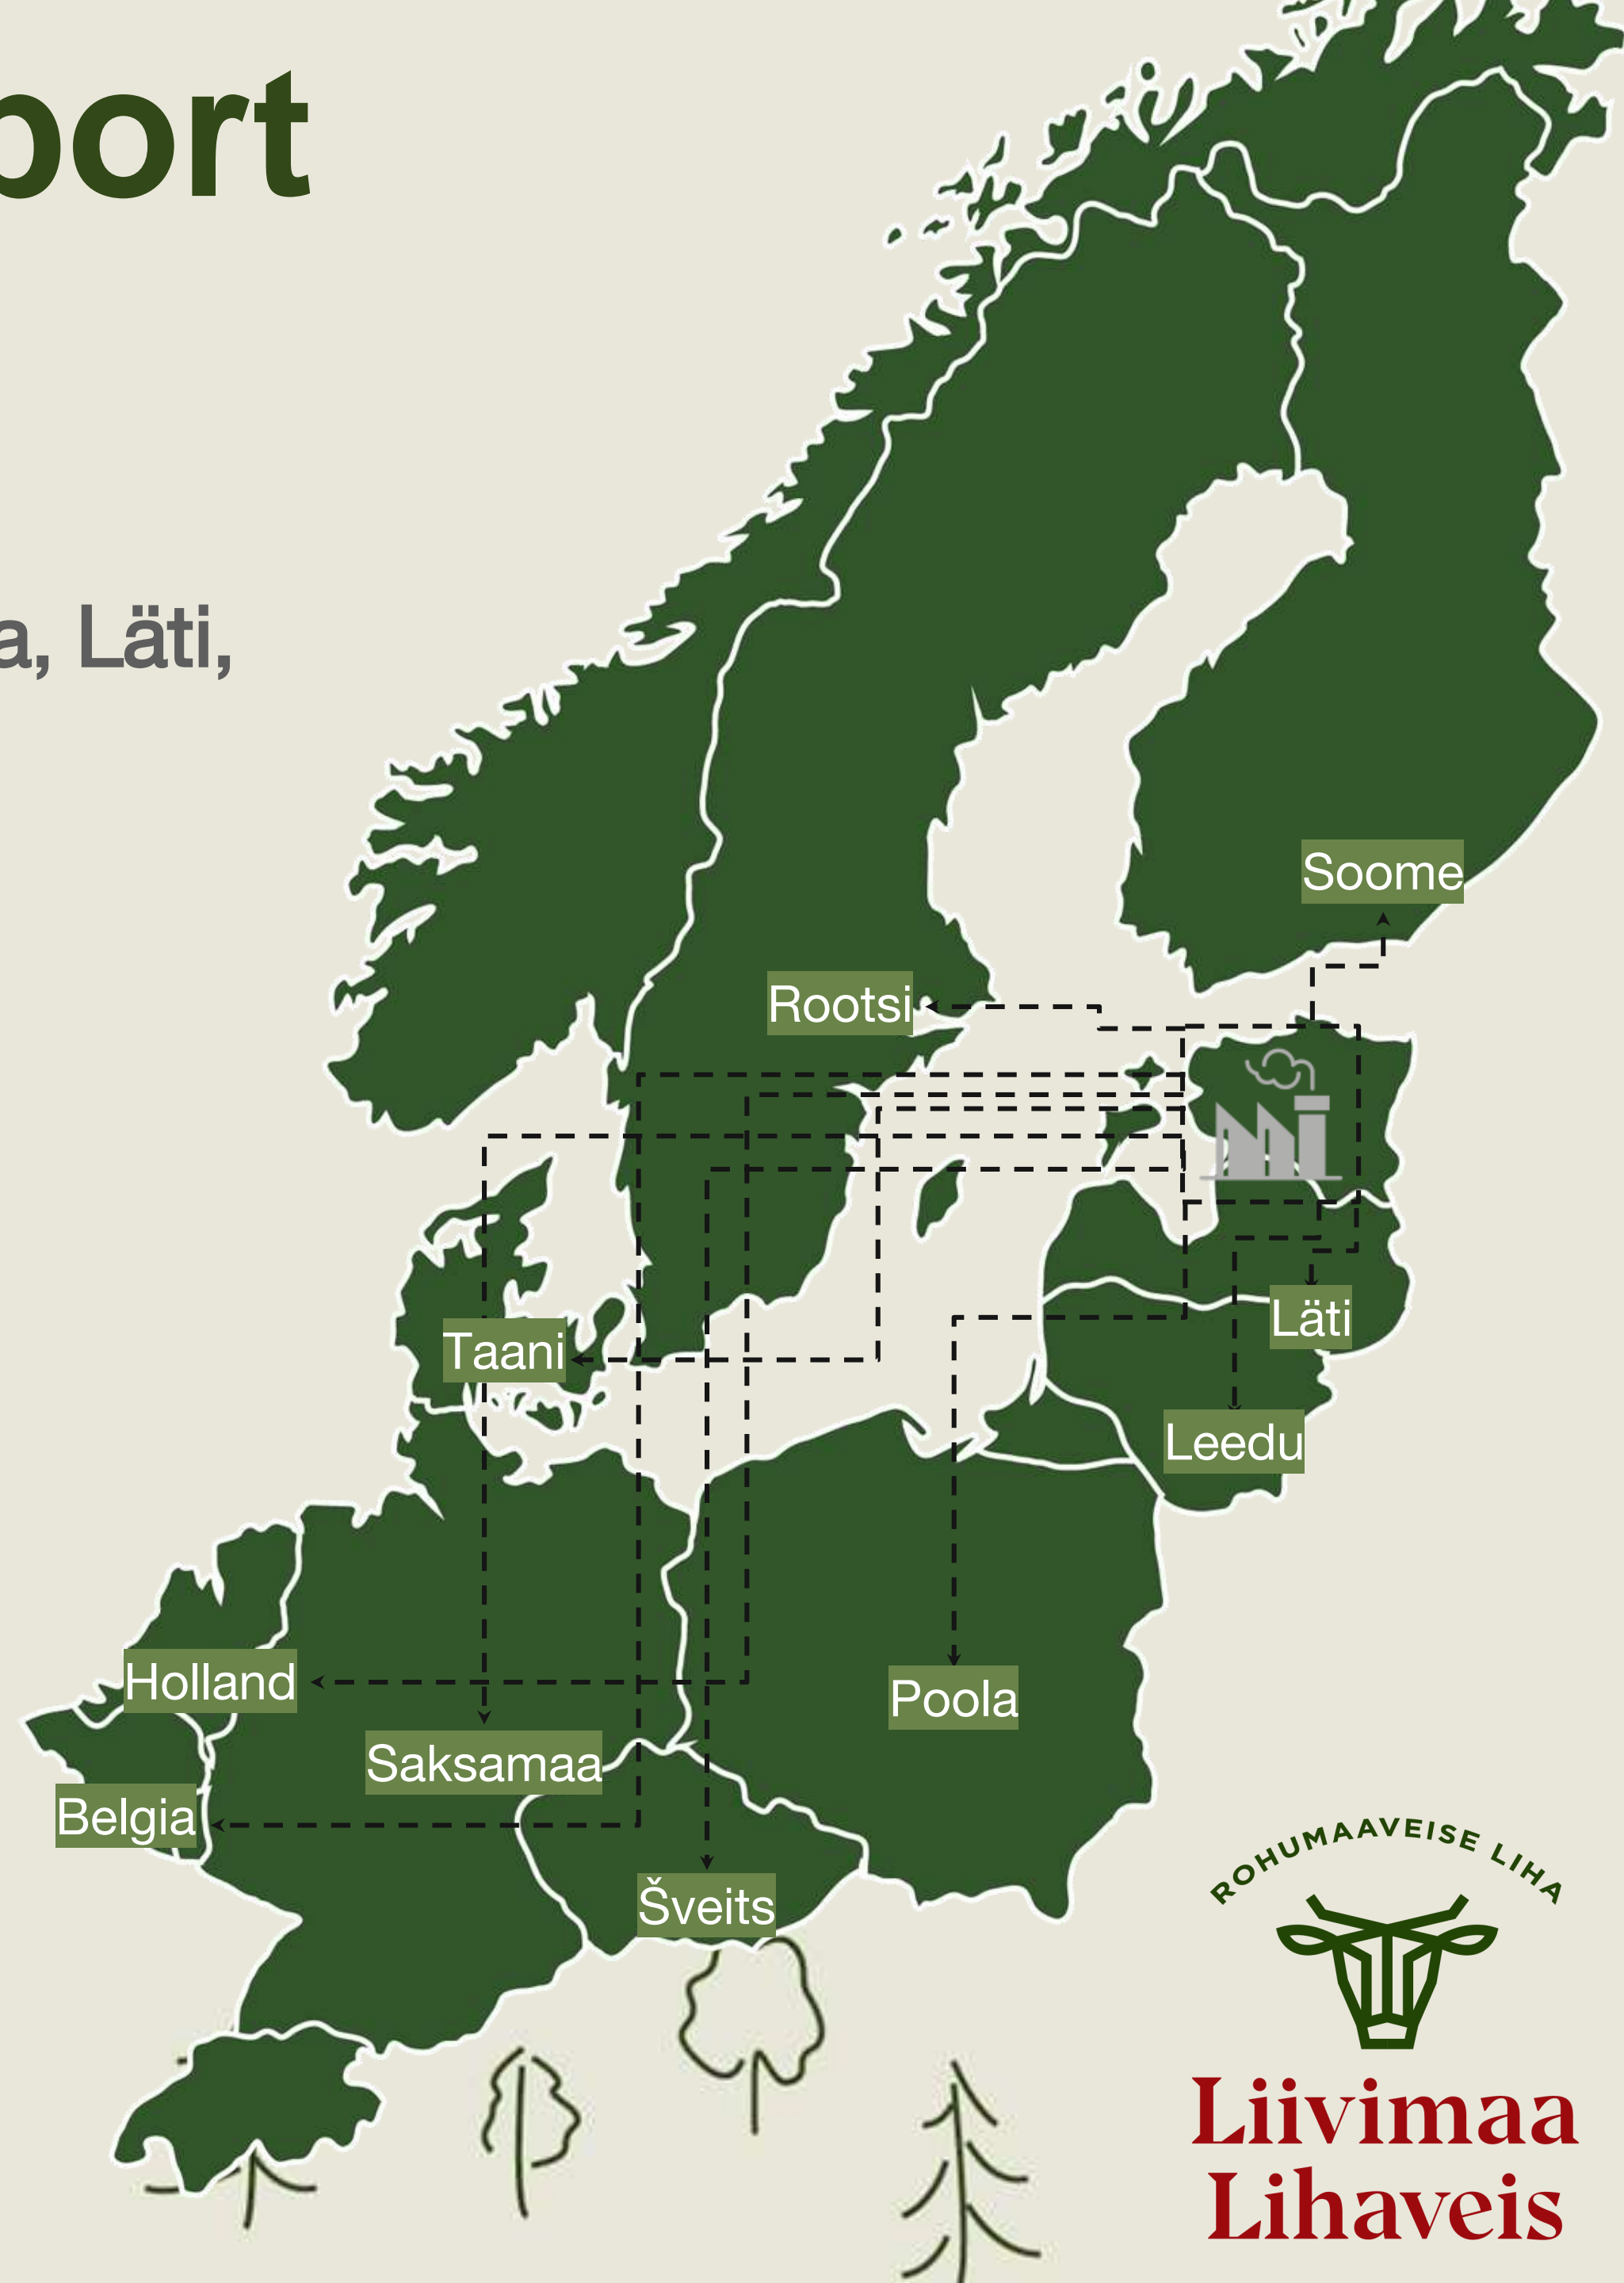 port
a, Läti,
Soome
Rootsi
Läti
Taani
Leedu
Holland
Poola
Saksamaa
Belgia
Šveits
ROHUMAAVEISE LIHA
Liivimaa
Lihaveis